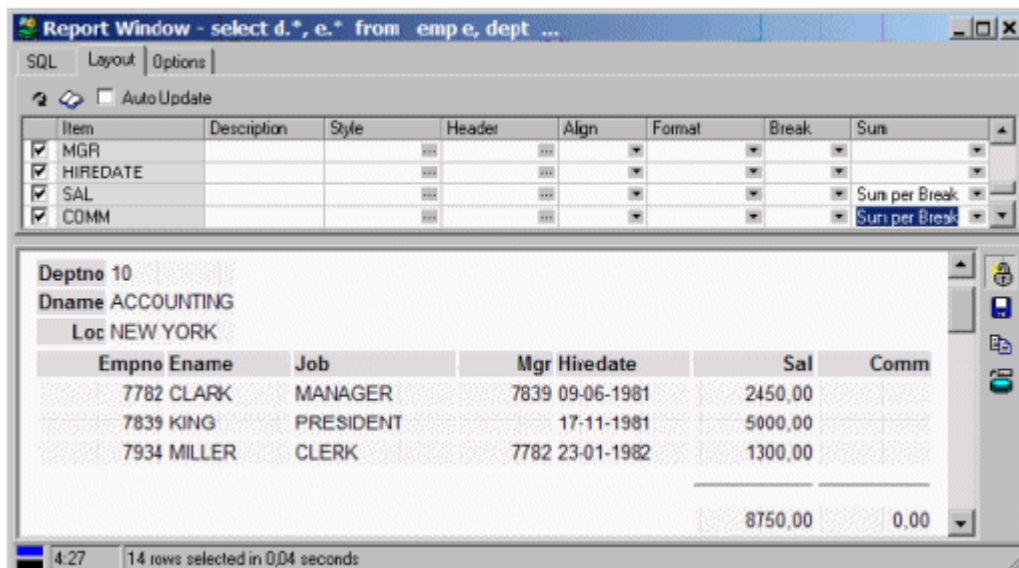 Report Window - select d.*, e.* from emp e, dept ...
SQL Layout Options
Auto Update
Item Description Style Header Align Format Break Sum
MGR
HIREDATE
SAL Sum per Break
COMM Sum per Break
Deptno 10
Dname ACCOUNTING
Loc NEW YORK
Empno Ename Job Mgr Hiredate Sal Comm
7782 CLARK MANAGER 7839 09-06-1981 2450,00
7839 KING PRESIDENT 17-11-1981 5000,00
7934 MILLER CLERK 7782 23-01-1982 1300,00
8750,00 0,00
4:27 14 rows selected in 0,04 seconds